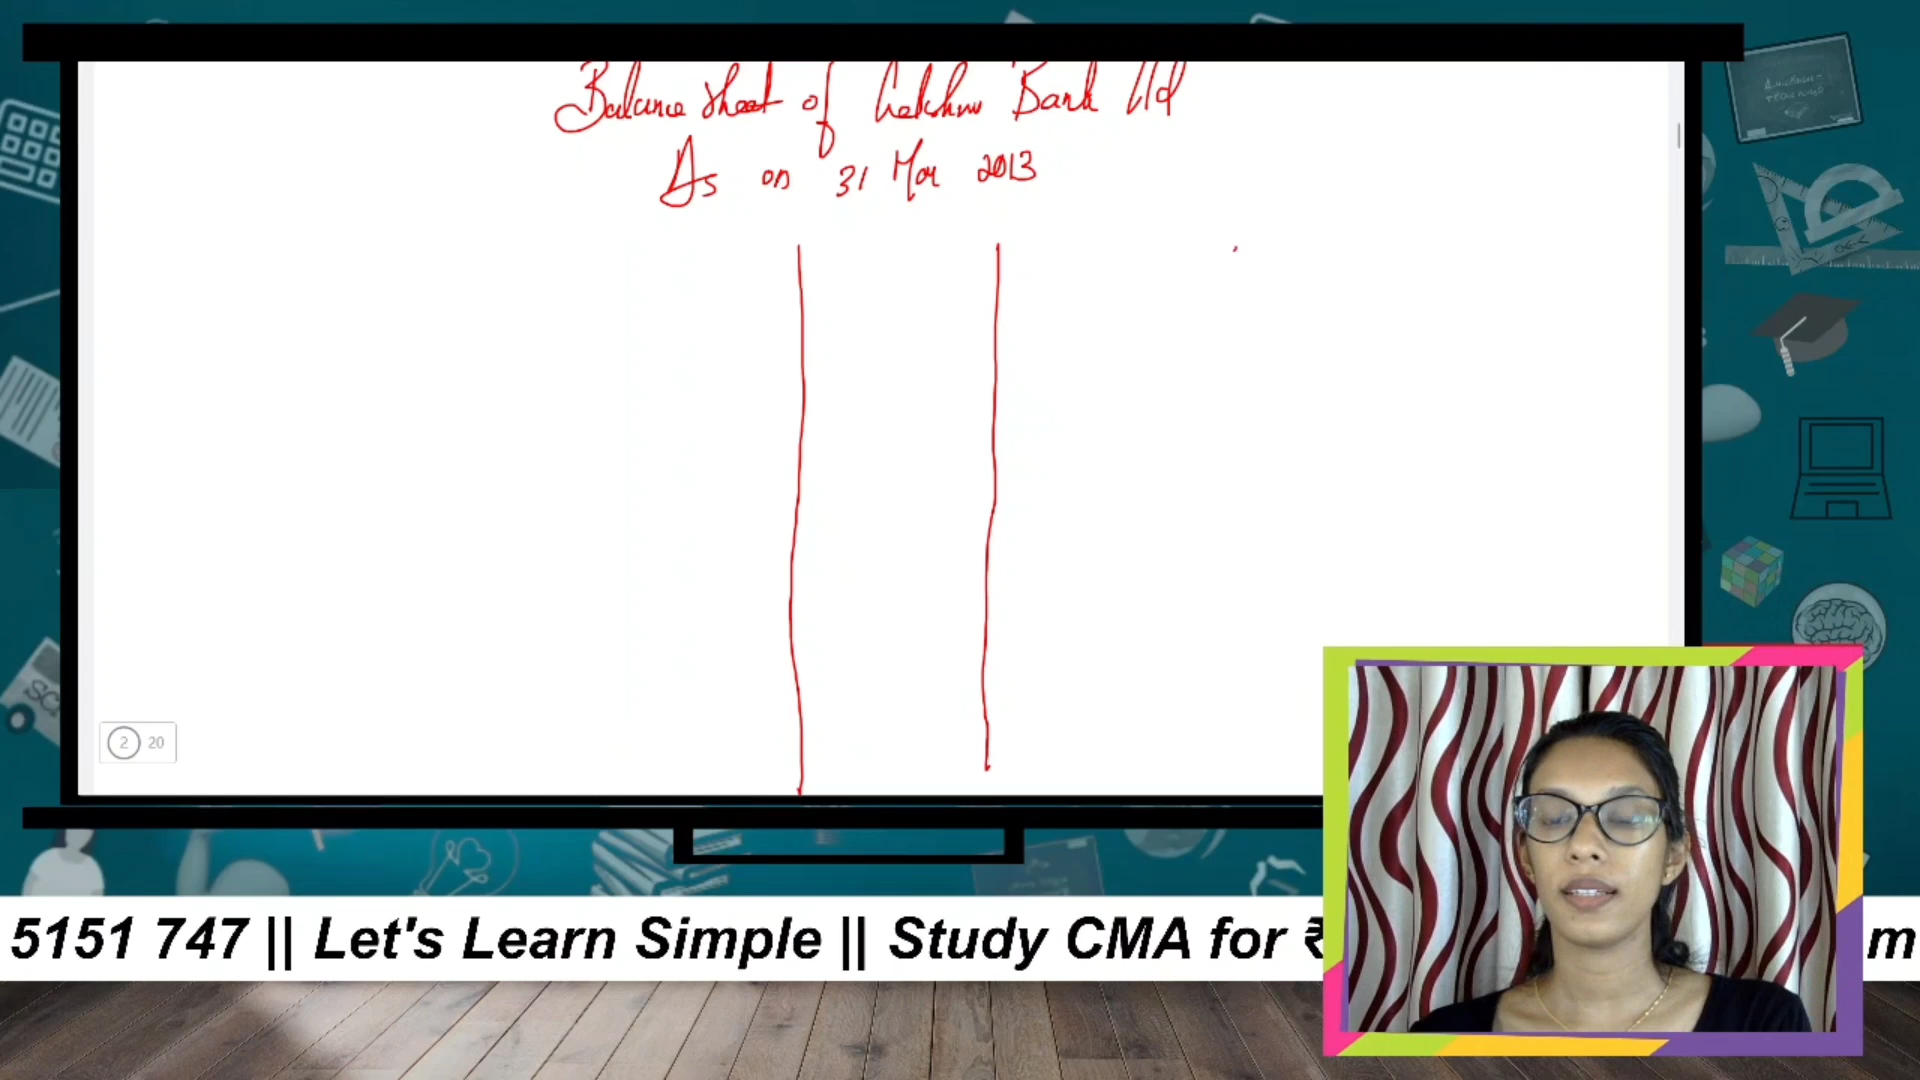 Balance Sheet of Lakshmi Bank Ltd
As on 31 Mar 2013
2 20
5151 747 || Let's Learn Simple || Study CMA for ₹
m